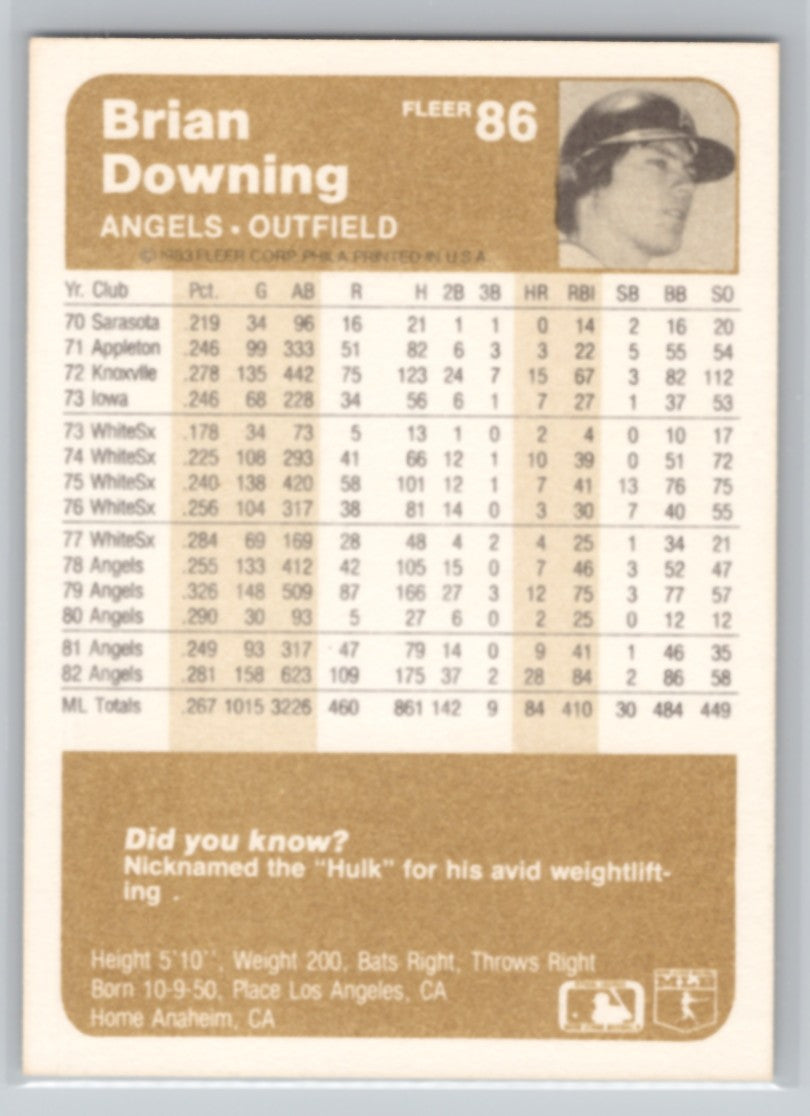 Brian
Downing
FLEER 86
ANGELS • OUTFIELD
© 1983 FLEER CORP. PHILA. PRINTED IN U.S.A.
Yr. Club Pct. G AB R H 2B 3B HR RBI SB BB SO
70 Sarasota .219 34 96 16 21 1 1 0 14 2 16 20
71 Appleton .246 99 333 51 82 6 3 3 22 5 55 54
72 Knoxvlle .278 135 442 75 123 24 7 15 67 3 82 112
73 Iowa .246 68 228 34 56 6 1 7 27 1 37 53
73 WhiteSx .178 34 73 5 13 1 0 2 4 0 10 17
74 WhiteSx .225 108 293 41 66 12 1 10 39 0 51 72
75 WhiteSx .240 138 420 58 101 12 1 7 41 13 76 75
76 WhiteSx .256 104 317 38 81 14 0 3 30 7 40 55
77 WhiteSx .284 69 169 28 48 4 2 4 25 1 34 21
78 Angels .255 133 412 42 105 15 0 7 46 3 52 47
79 Angels .326 148 509 87 166 27 3 12 75 3 77 57
80 Angels .290 30 93 5 27 6 0 2 25 0 12 12
81 Angels .249 93 317 47 79 14 0 9 41 1 46 35
82 Angels .281 158 623 109 175 37 2 28 84 2 86 58
ML Totals .267 1015 3226 460 861 142 9 84 410 30 484 449
Did you know?
Nicknamed the "Hulk" for his avid weightlift-
ing .
Height 5'10'', Weight 200, Bats Right, Throws Right
Born 10-9-50, Place Los Angeles, CA
Home Anaheim, CA